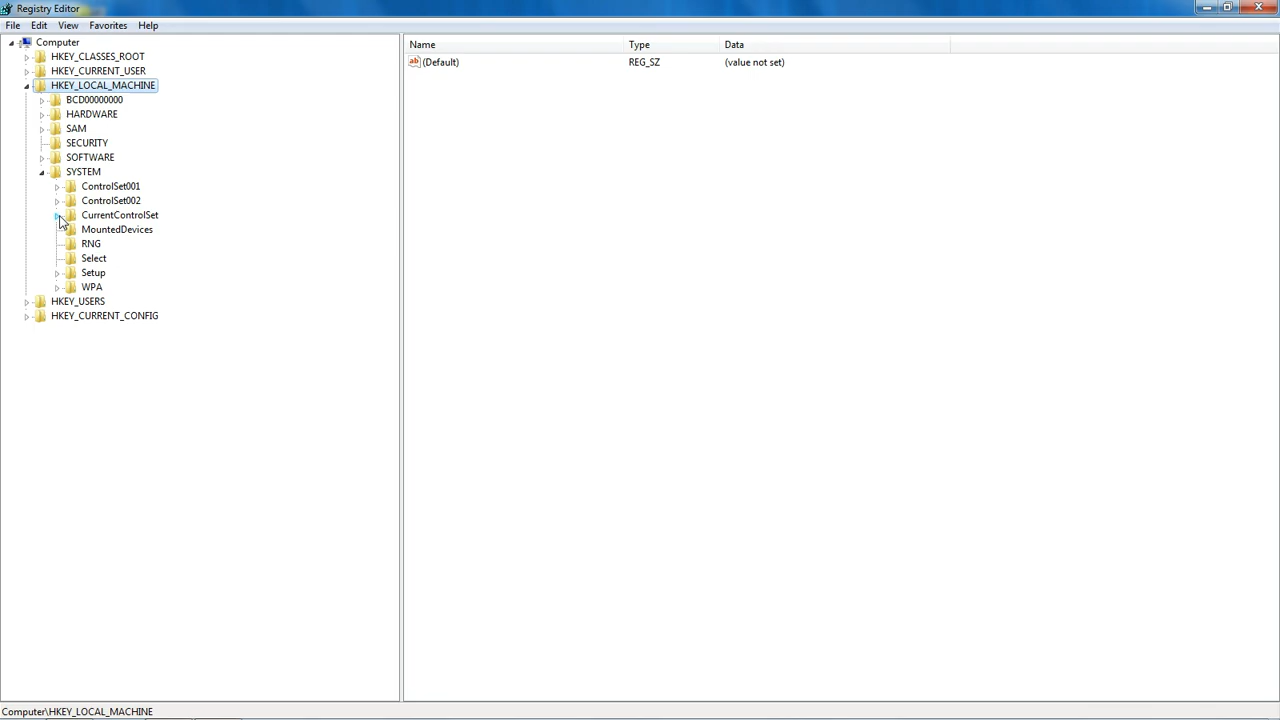 Registry Editor
File Edit View Favorites Help
Computer
HKEY_CLASSES_ROOT
HKEY_CURRENT_USER
HKEY_LOCAL_MACHINE
BCD00000000
HARDWARE
SAM
SECURITY
SOFTWARE
SYSTEM
ControlSet001
ControlSet002
CurrentControlSet
MountedDevices
RNG
Select
Setup
WPA
HKEY_USERS
HKEY_CURRENT_CONFIG
Name Type Data
ab (Default) REG_SZ (value not set)
Computer\HKEY_LOCAL_MACHINE